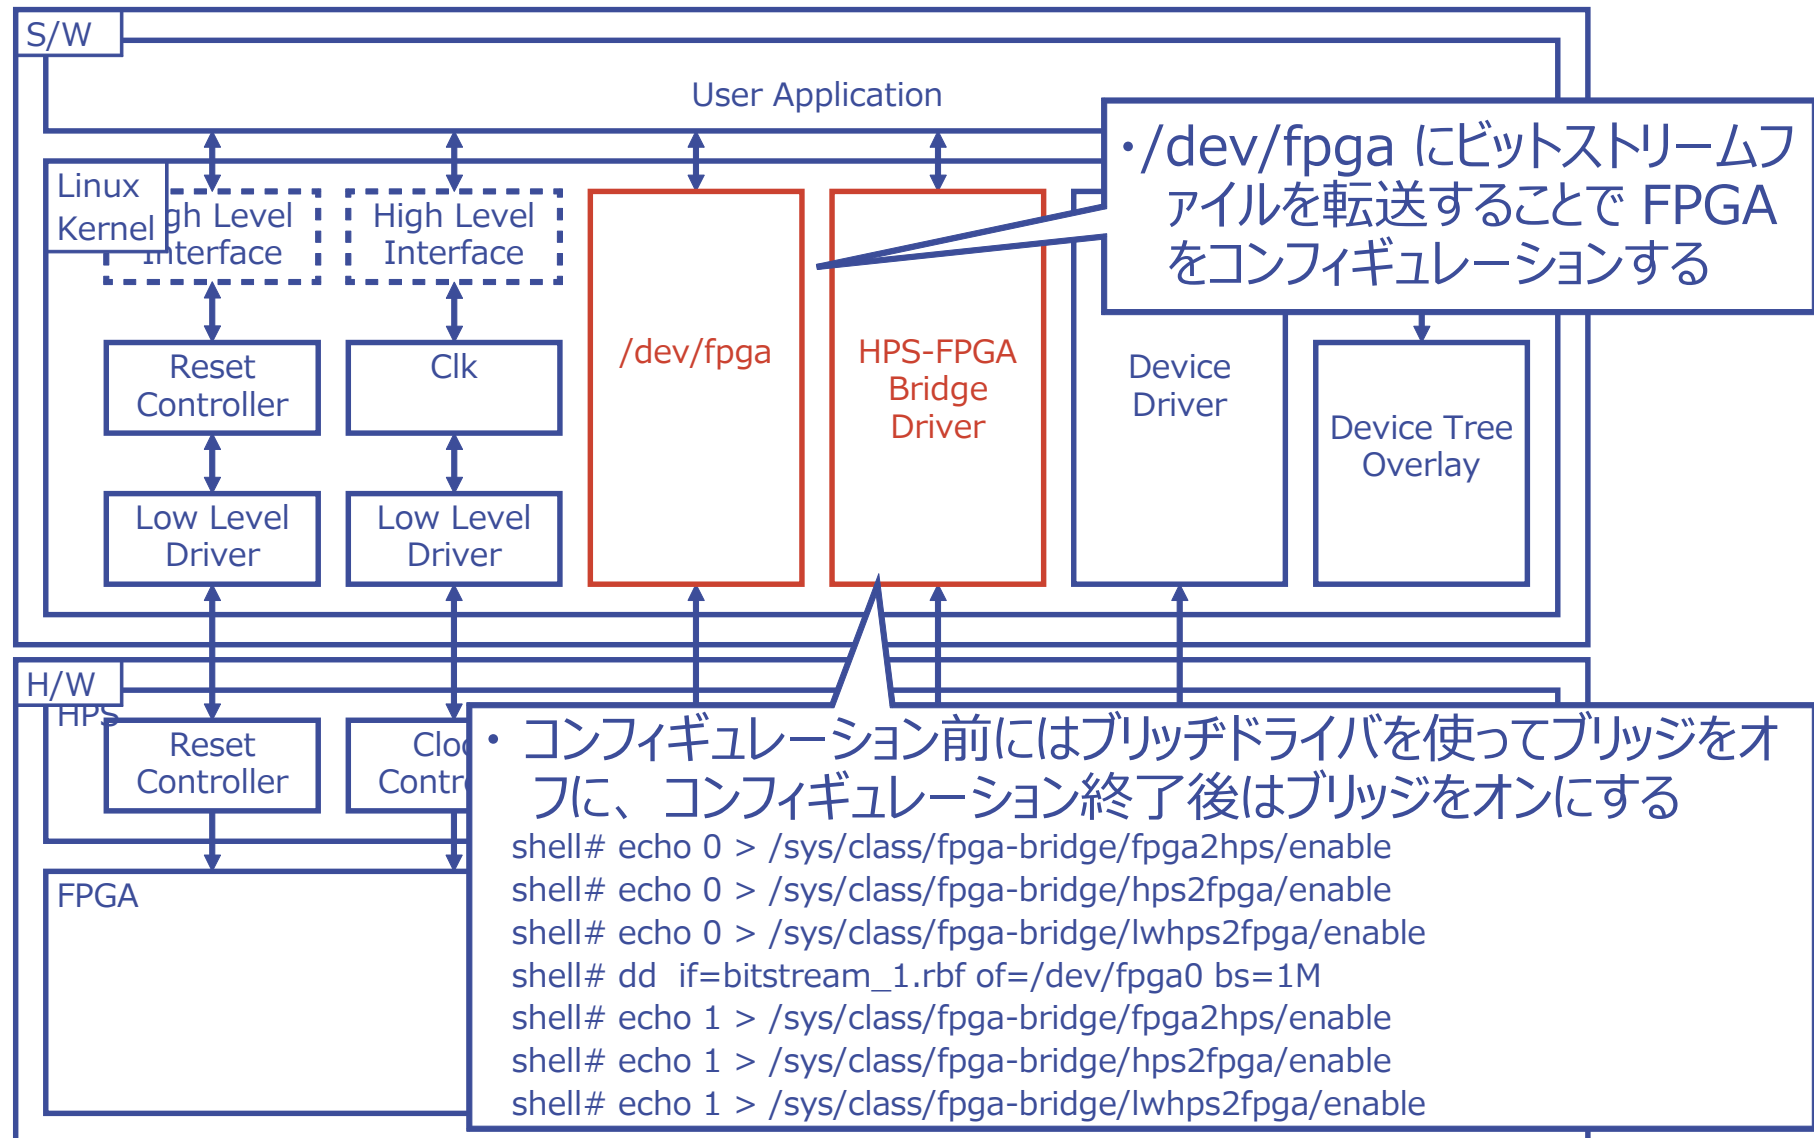 S/W
User Application
・/dev/fpga にビットストリームフ
ァイルを転送することで FPGA
をコンフィギュレーションする
Linux
Kernel
gh Level
Interface
High Level
Interface
/dev/fpga
HPS-FPGA
Bridge
Driver
Device
Driver
Reset
Controller
Clk
Device Tree
Overlay
Low Level
Driver
Low Level
Driver
H/W
HPS
Reset
Controller
Cloc
Contr
・ コンフィギュレーション前にはブリッヂドライバを使ってブリッジをオ
フに、コンフィギュレーション終了後はブリッジをオンにする
shell# echo 0 > /sys/class/fpga-bridge/fpga2hps/enable
shell# echo 0 > /sys/class/fpga-bridge/hps2fpga/enable
shell# echo 0 > /sys/class/fpga-bridge/lwhps2fpga/enable
shell# dd  if=bitstream_1.rbf of=/dev/fpga0 bs=1M
shell# echo 1 > /sys/class/fpga-bridge/fpga2hps/enable
shell# echo 1 > /sys/class/fpga-bridge/hps2fpga/enable
shell# echo 1 > /sys/class/fpga-bridge/lwhps2fpga/enable
FPGA